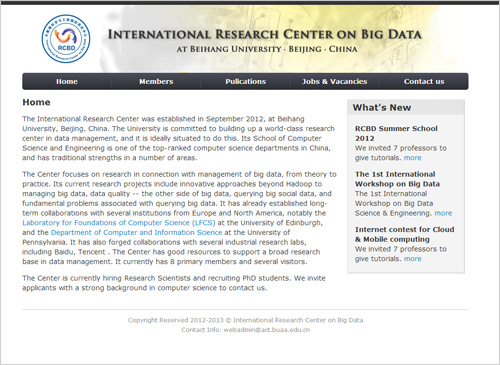 RCBD
INTERNATIONAL RESEARCH CENTER ON BIG DATA
AT BEIHANG UNIVERSITY · BEIJING · CHINA
Home
Members
Pulications
Jobs & Vacancies
Contact us
Home
The International Research Center was established in September 2012, at Beihang
University, Beijing, China. The University is committed to building up a world-class research
center in data management, and it is ideally situated to do this. Its School of Computer
Science and Engineering is one of the top-ranked computer science departments in China,
and has traditional strengths in a number of areas.
The Center focuses on research in connection with management of big data, from theory to
practice. Its current research projects include innovative approaches beyond Hadoop to
managing big data, data quality -- the other side of big data, querying big social data, and
fundamental problems associated with querying big data. It has already established long-
term collaborations with several institutions from Europe and North America, notably the
Laboratory for Foundations of Computer Science (LFCS) at the University of Edinburgh,
and the Department of Computer and Information Science at the University of
Pennsylvania. It has also forged collaborations with several industrial research labs,
including Baidu, Tencent . The Center has good resources to support a broad research
base in data management. It currently has 8 primary members and several visitors.
The Center is currently hiring Research Scientists and recruiting PhD students. We invite
applicants with a strong background in computer science to contact us.
What's New
RCBD Summer School
2012
We invited 7 professors to
give tutorials. more
The 1st International
Workshop on Big Data
The 1st International
Workshop on Big Data
Science & Engineering. more
Internet contest for Cloud
& Mobile computing
We invited 7 professors to
give tutorials. more
Copyright Reserved 2012-2013 © International Research Center on Big Data
Contact Info: webadmin@act.buaa.edu.cn